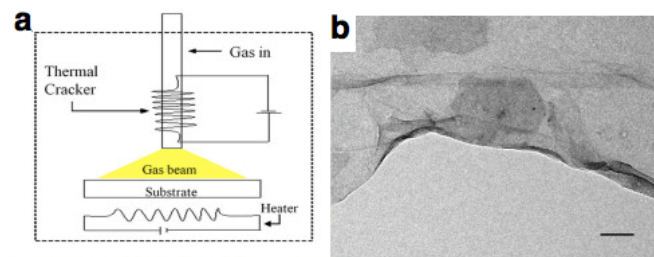 a
Gas in
Thermal
Cracker
Gas beam
Substrate
Heater
b